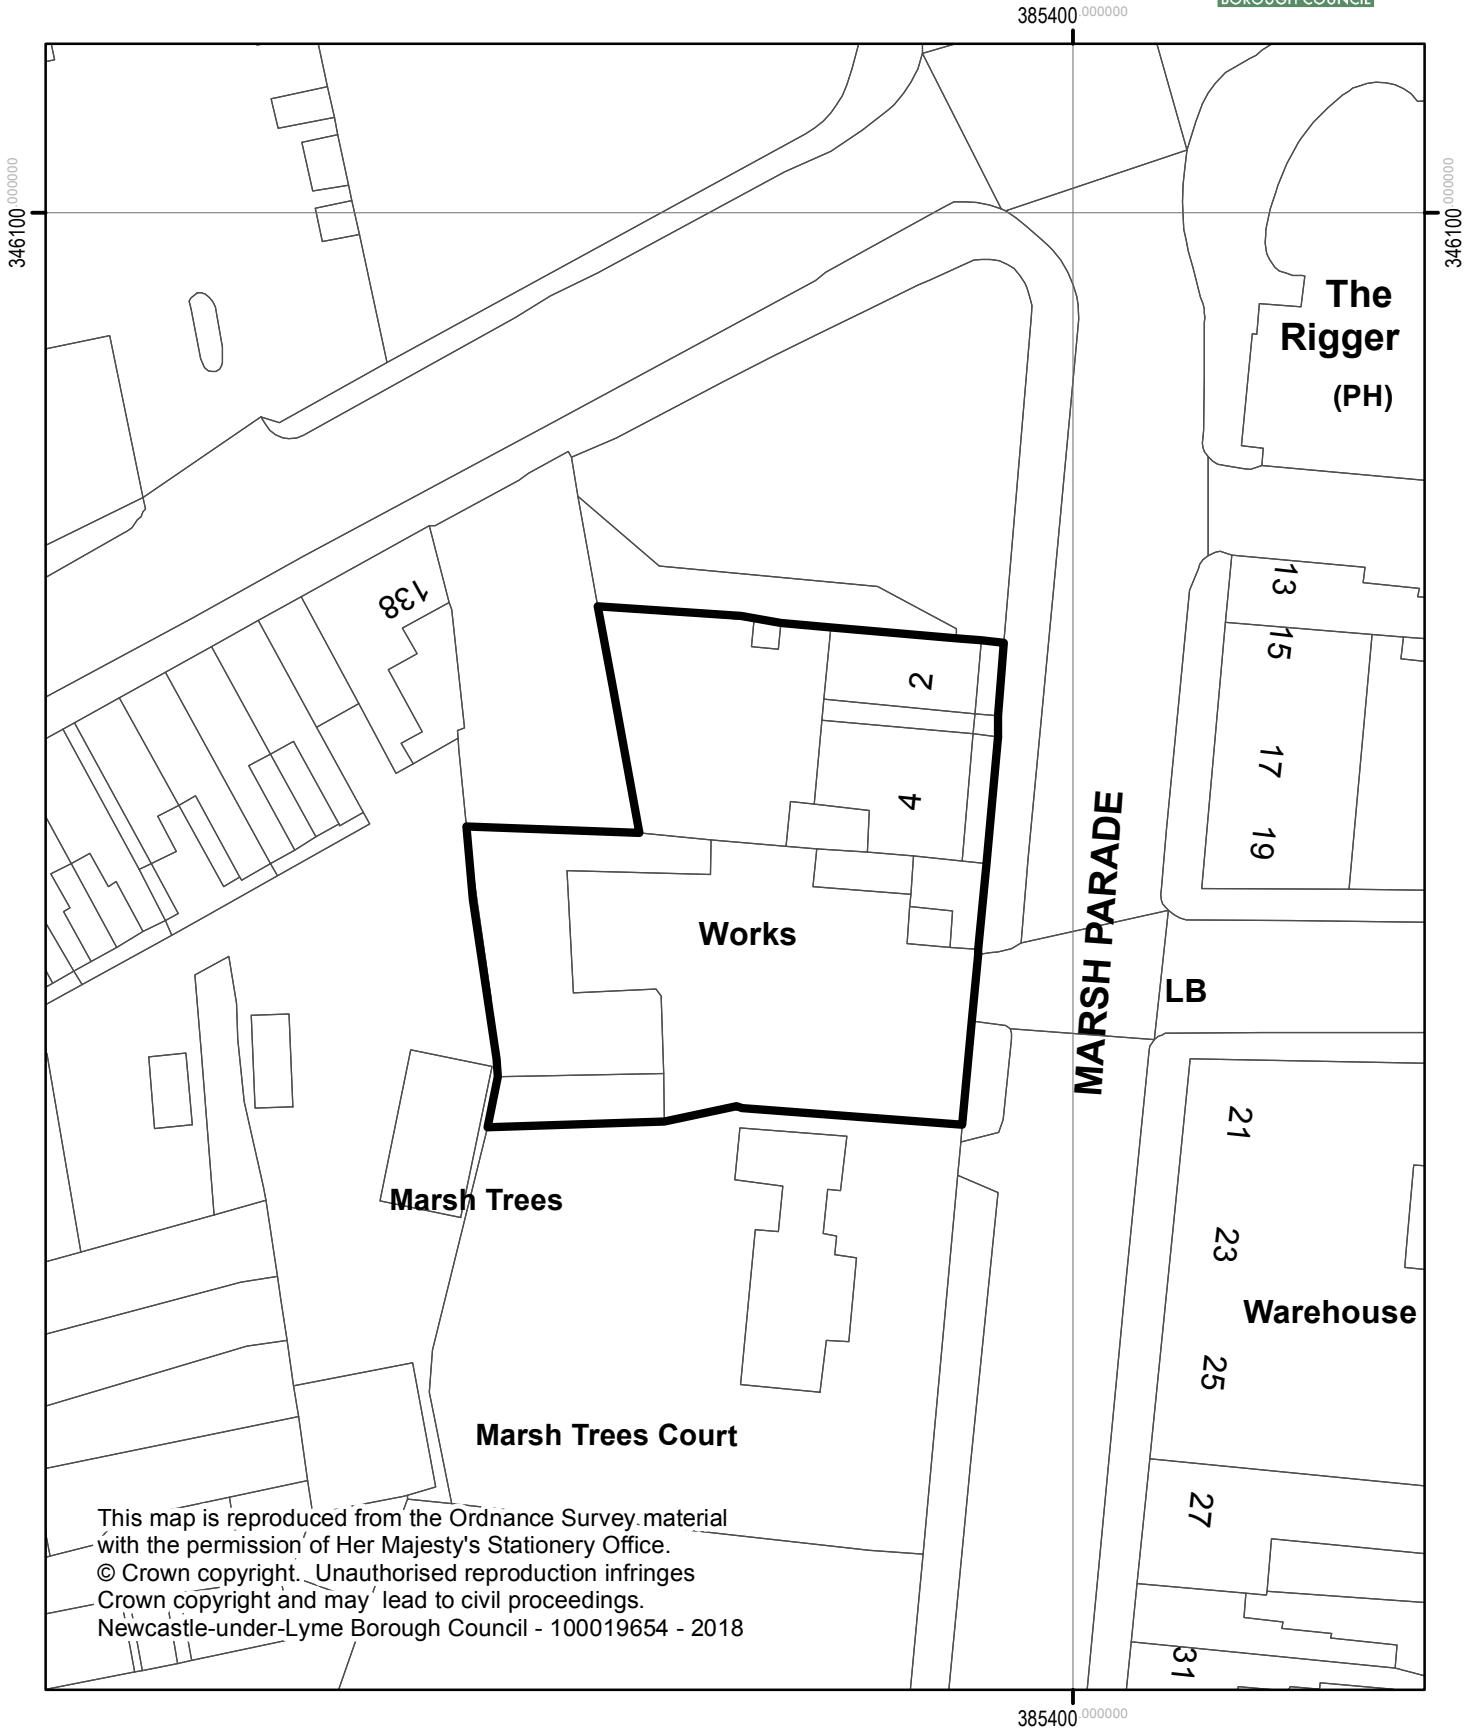 BOROUGH COUNCIL
385400.000000
346100.000000
346100.000000
The
Rigger
(PH)
138
13
15
2
17
4
19
MARSH PARADE
Works
LB
21
Marsh Trees
23
Warehouse
25
Marsh Trees Court
27
This map is reproduced from the Ordnance Survey material
with the permission of Her Majesty's Stationery Office.
© Crown copyright. Unauthorised reproduction infringes
Crown copyright and may lead to civil proceedings.
Newcastle-under-Lyme Borough Council - 100019654 - 2018
31
385400.000000